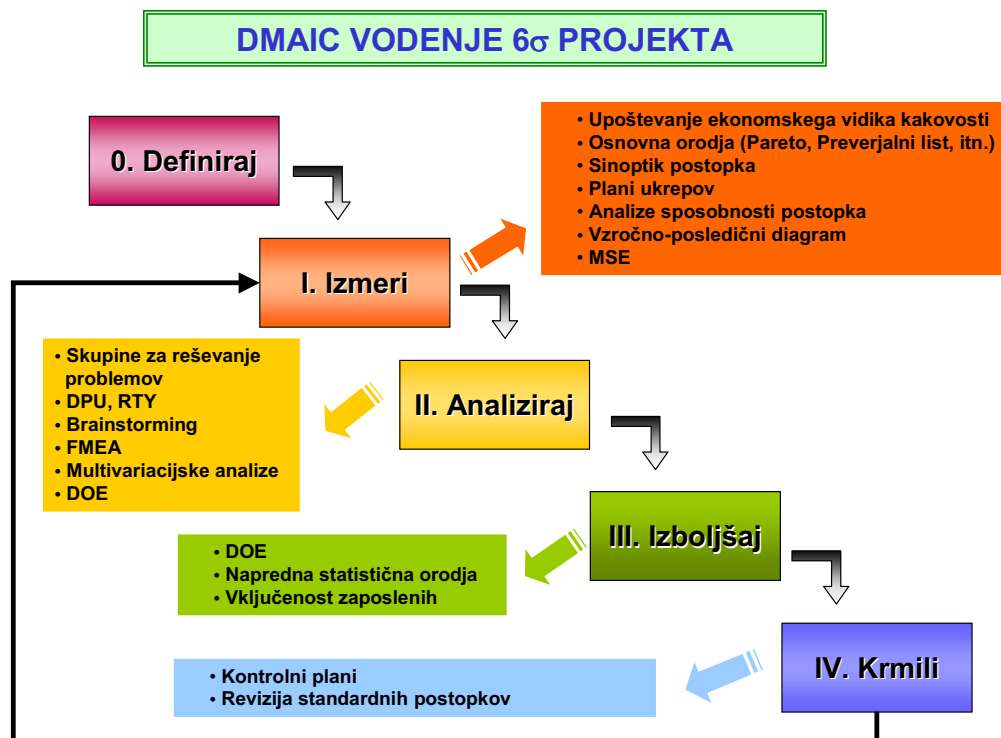 DMAIC VODENJE 6σ PROJEKTA
0. Definiraj
• Upoštevanje ekonomskega vidika kakovosti
• Osnovna orodja (Pareto, Preverjalni list, itn.)
• Sinoptik postopka
• Plani ukrepov
• Analize sposobnosti postopka
• Vzročno-posledični diagram
• MSE
I. Izmeri
• Skupine za reševanje
problemov
• DPU, RTY
• Brainstorming
• FMEA
• Multivariacijske analize
• DOE
II. Analiziraj
III. Izboljšaj
• DOE
• Napredna statistična orodja
• Vključenost zaposlenih
IV. Krmili
• Kontrolni plani
• Revizija standardnih postopkov